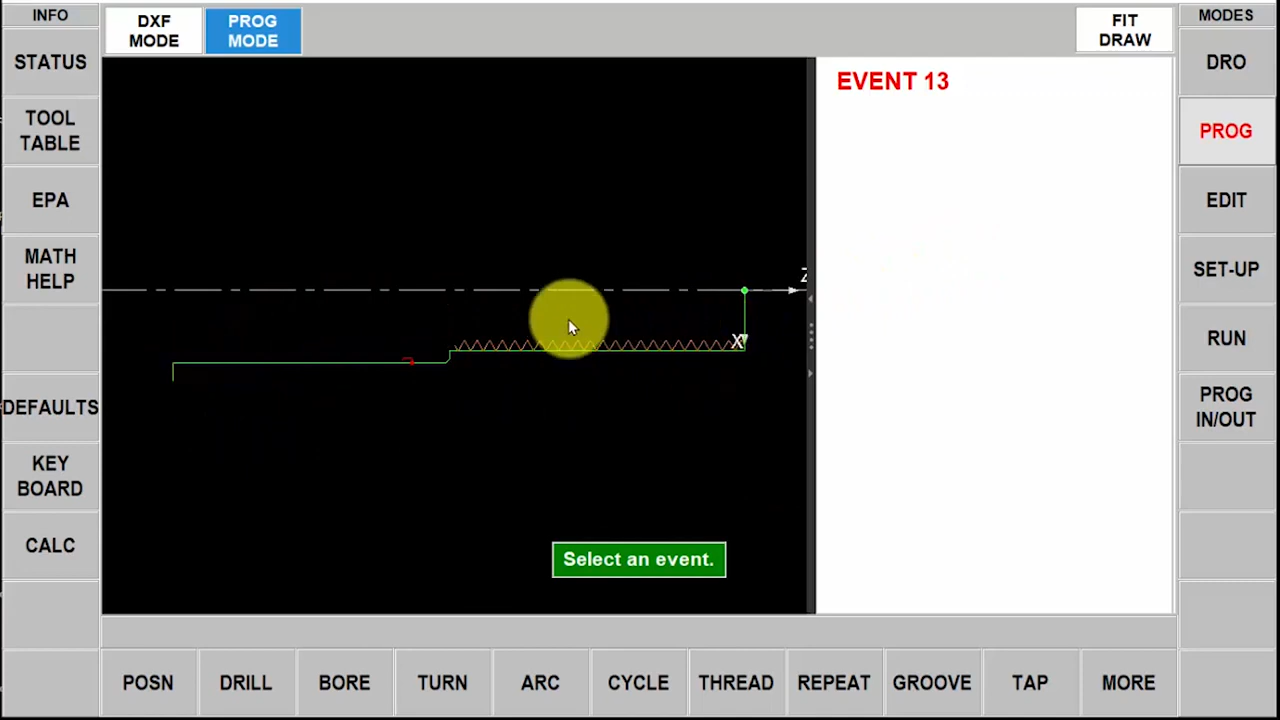 INFO
DXF
MODE
PROG
MODE
FIT
DRAW
MODES
STATUS
TOOL
TABLE
EPA
MATH
HELP
DEFAULTS
KEY
BOARD
CALC
Z
X
Select an event.
EVENT 13
DRO
PROG
EDIT
SET-UP
RUN
PROG
IN/OUT
POSN
DRILL
BORE
TURN
ARC
CYCLE
THREAD
REPEAT
GROOVE
TAP
MORE